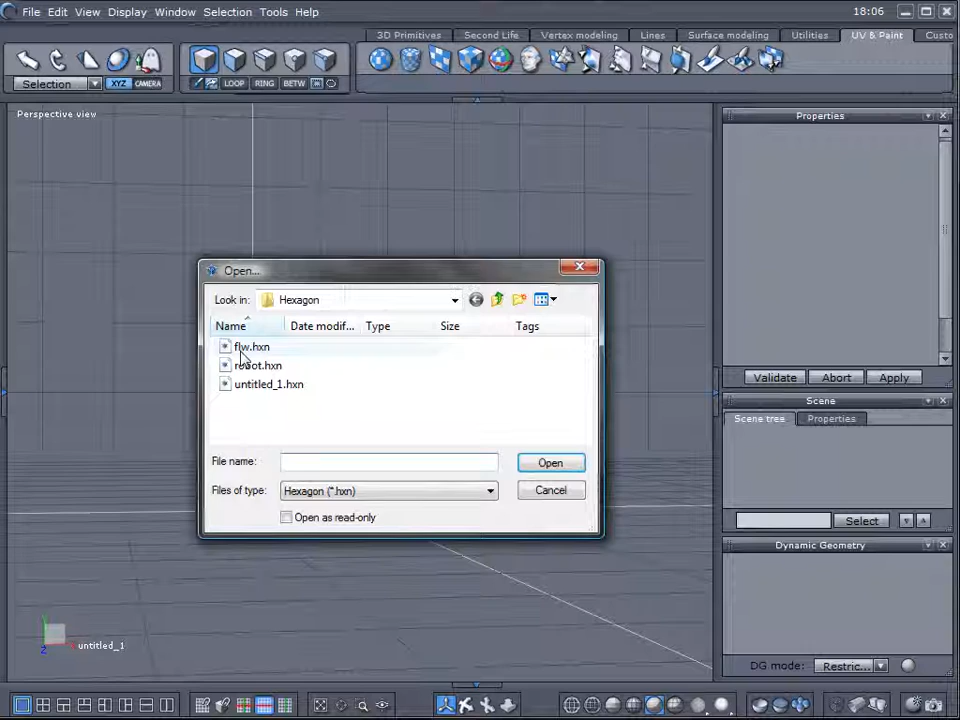 File Edit View Display Window Selection Tools Help 18:06
3D Primitives Second Life Vertex modeling Lines Surface modeling Utilities UV & Paint Custo
Selection XYZ CAMERA LOOP RING BETW
Perspective view
Properties
Open...
Look in: Hexagon
Name Date modif... Type Size Tags
flw.hxn
robot.hxn
untitled_1.hxn
Validate Abort Apply
Scene
Scene tree Properties
File name: Open
Files of type: Hexagon (*.hxn) Cancel
Open as read-only
Select
Dynamic Geometry
Y
X
Z
untitled_1
DG mode: Restric...